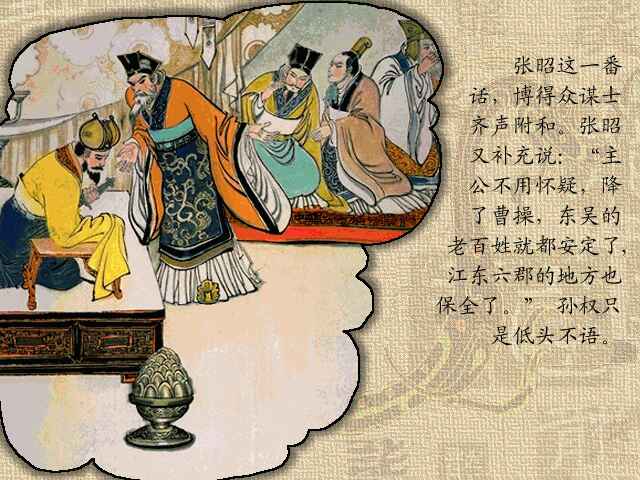 张昭这一番
话，博得众谋士
齐声附和。张昭
又补充说：“主
公不用怀疑，降
了曹操，东吴的
老百姓就都安定了，
江东六郡的地方也
保全了。” 孙权只
是低头不语。